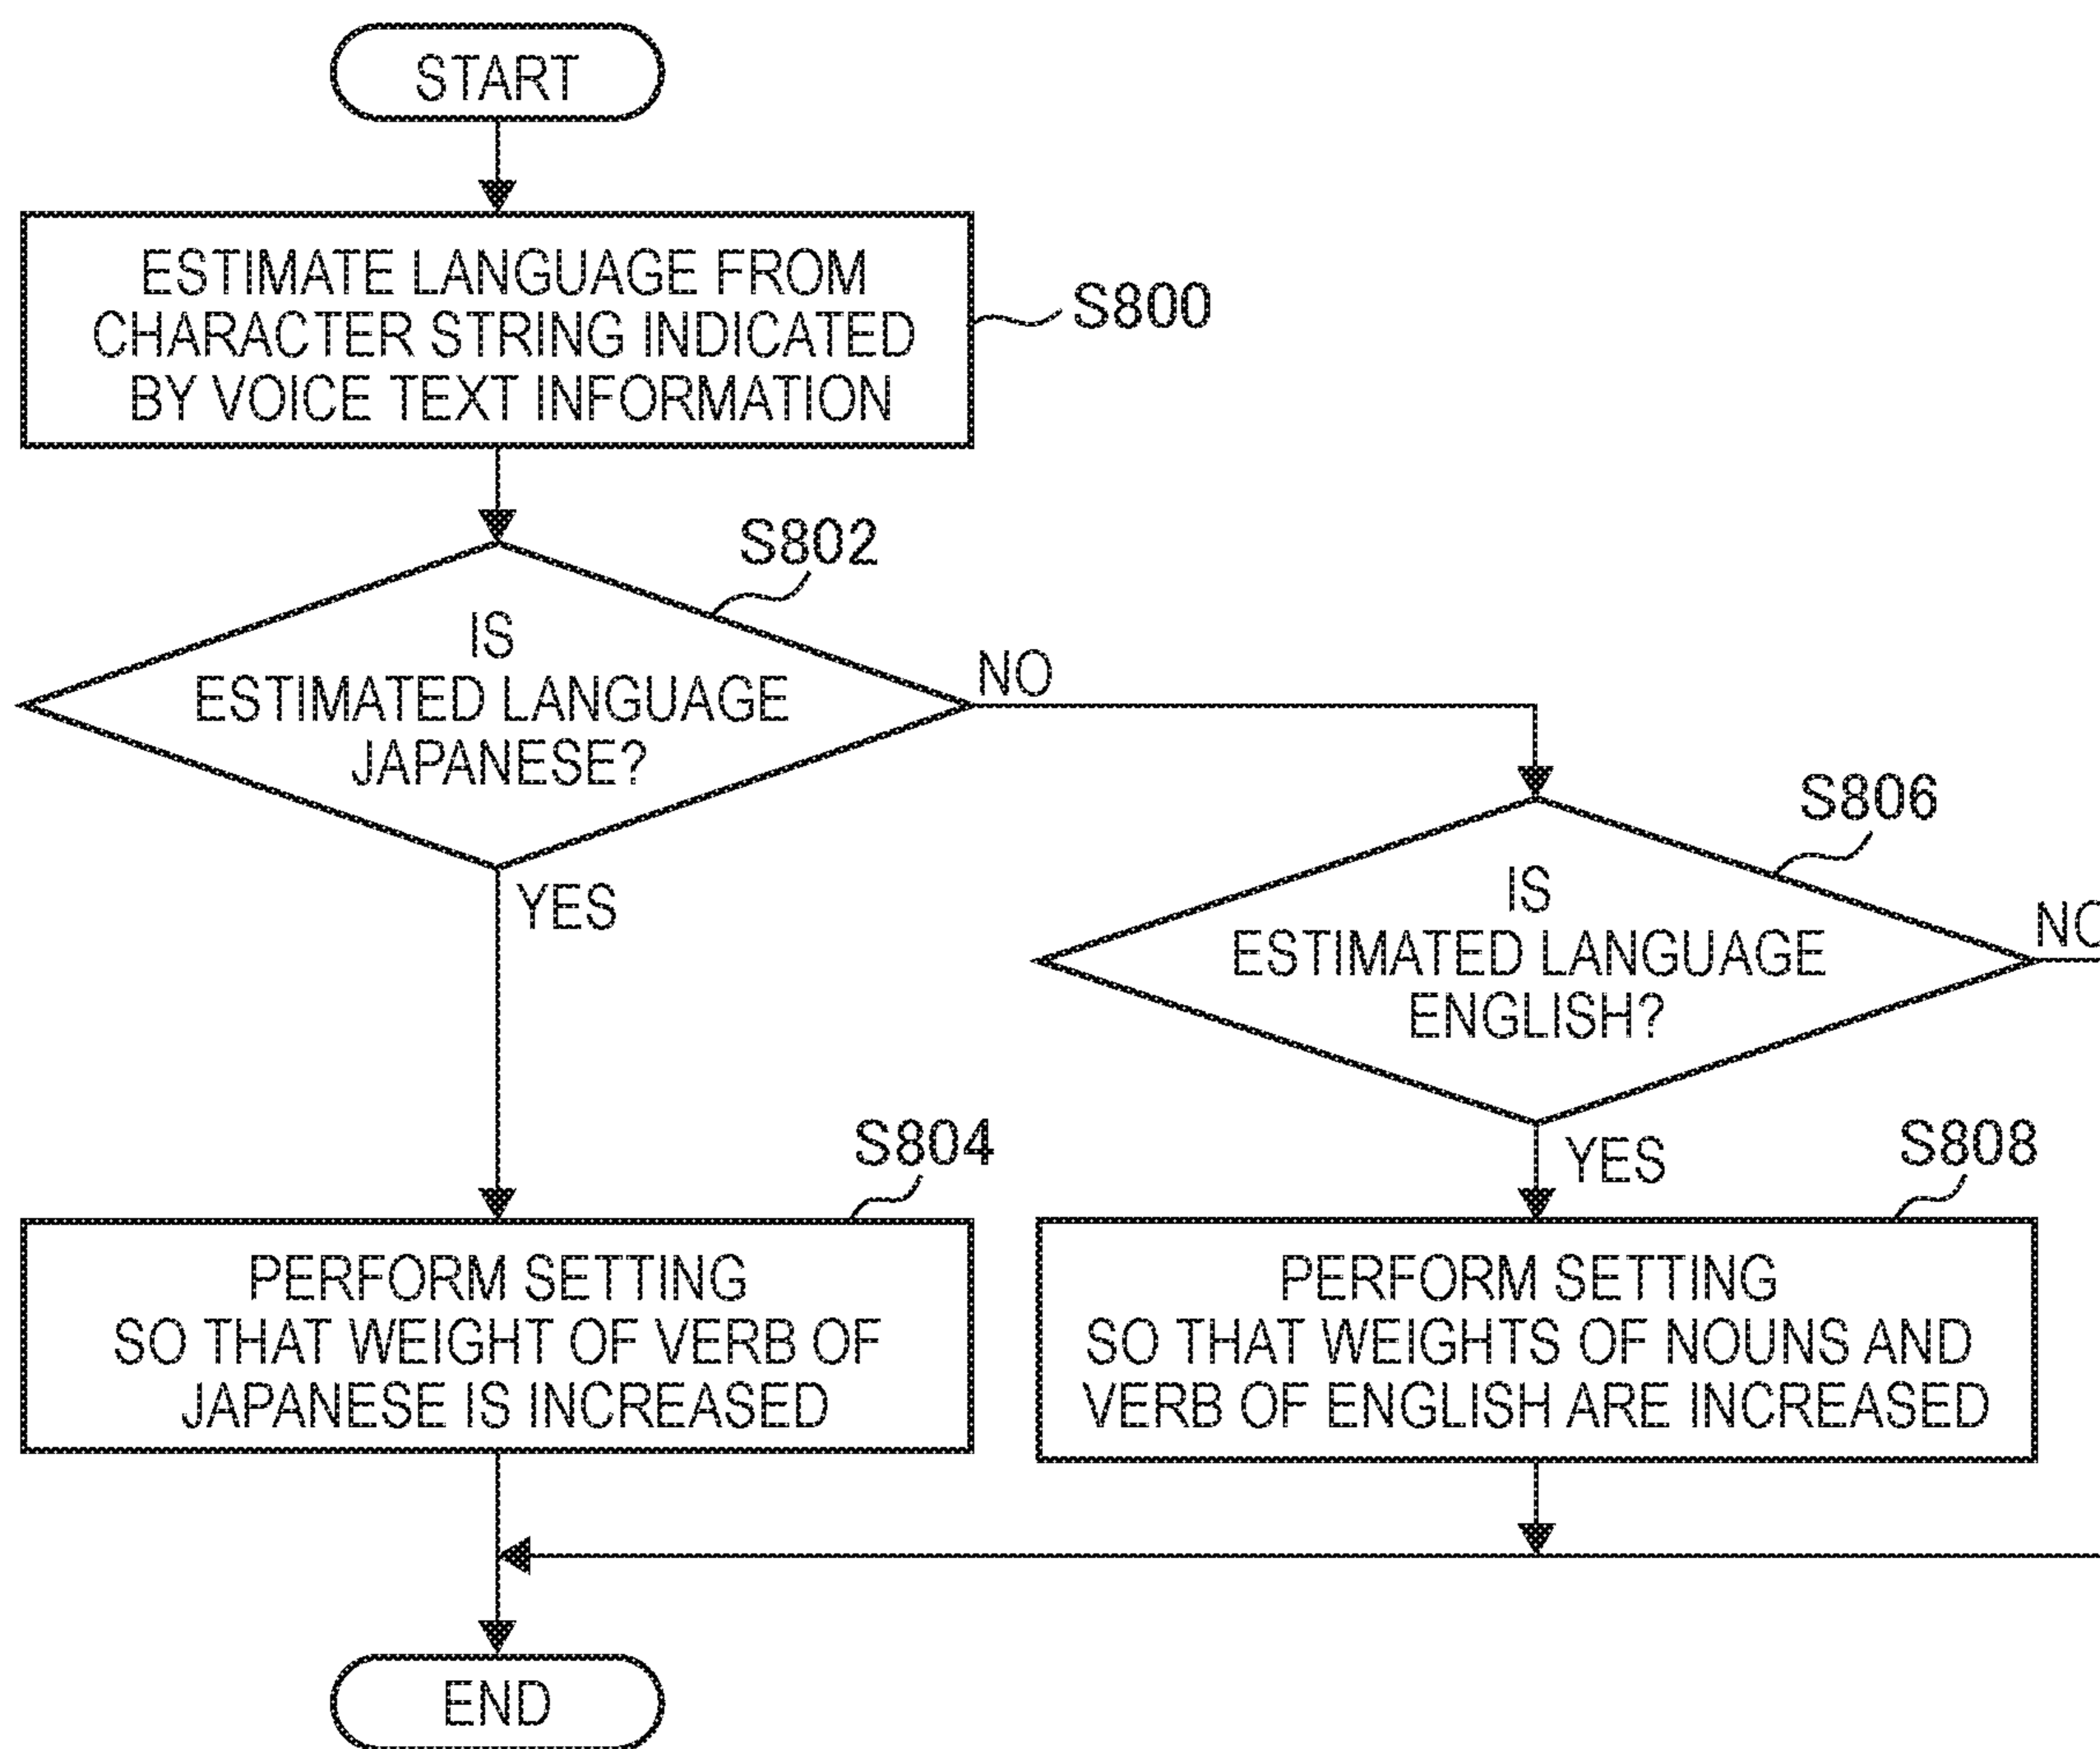 START
ESTIMATE LANGUAGE FROM
CHARACTER STRING INDICATED
BY VOICE TEXT INFORMATION
S800
S802
IS
ESTIMATED LANGUAGE
JAPANESE?
NO
YES
S806
IS
ESTIMATED LANGUAGE
ENGLISH?
NO
YES
S804
PERFORM SETTING
SO THAT WEIGHT OF VERB OF
JAPANESE IS INCREASED
S808
PERFORM SETTING
SO THAT WEIGHTS OF NOUNS AND
VERB OF ENGLISH ARE INCREASED
END